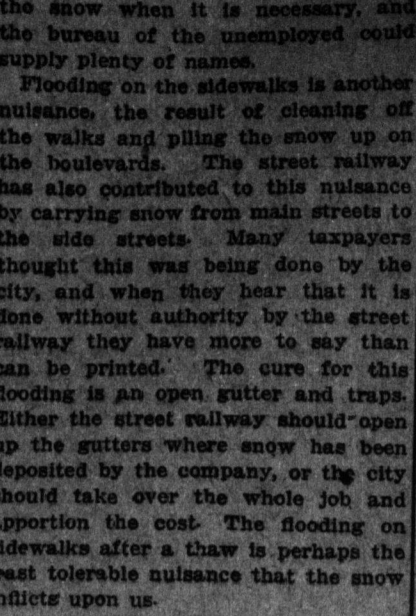 the snow when it is necessary, and
the bureau of the unemployed could
supply plenty of names.
Flooding on the sidewalks is another
nuisance, the result of cleaning off
the walks and piling the snow up on
the boulevards. The street railway
has also contributed to this nuisance
by carrying snow from main streets to
the side streets. Many taxpayers
thought this was being done by the
city, and when they hear that it is
done without authority by the street
railway they have more to say than
can be printed. The cure for this
flooding is an open gutter and traps.
Either the street railway should open
up the gutters where snow has been
deposited by the company, or the city
should take over the whole job and
apportion the cost. The flooding on
sidewalks after a thaw is perhaps the
least tolerable nuisance that the snow
inflicts upon us.